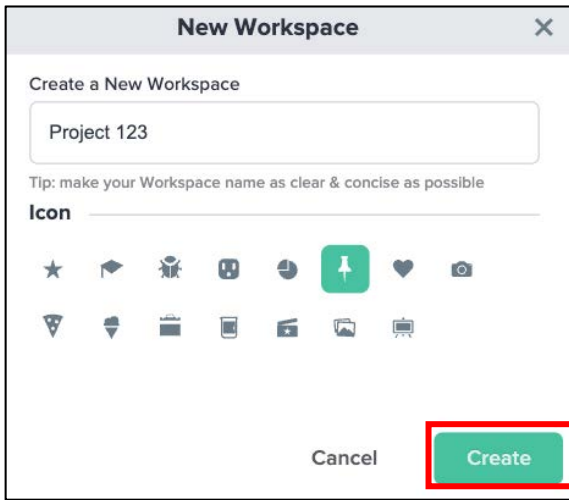 New Workspace
Create a New Workspace
Project 123
Tip: make your Workspace name as clear & concise as possible
Icon
Cancel
Create